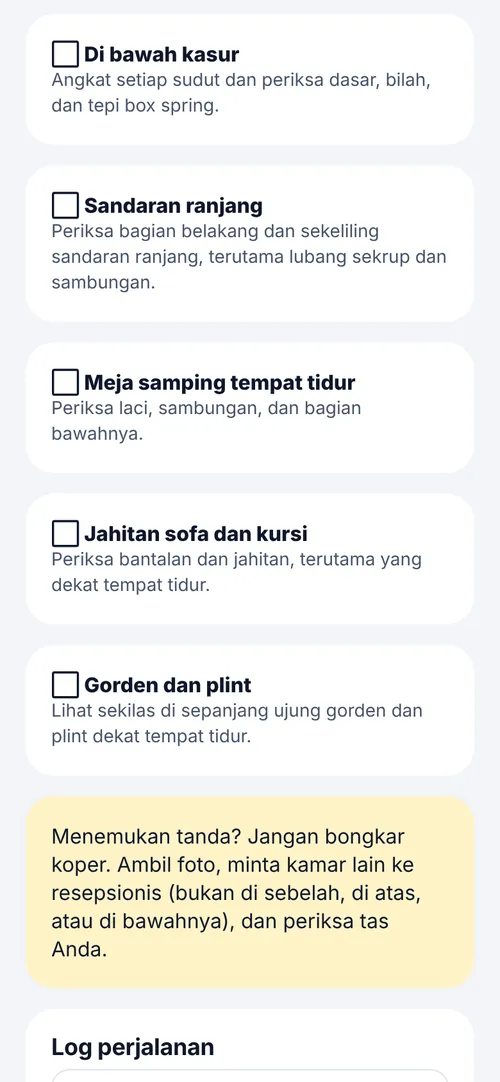 Di bawah kasur
Angkat setiap sudut dan periksa dasar, bilah,
dan tepi box spring.
Sandaran ranjang
Periksa bagian belakang dan sekeliling
sandaran ranjang, terutama lubang sekrup dan
sambungan.
Meja samping tempat tidur
Periksa laci, sambungan, dan bagian
bawahnya.
Jahitan sofa dan kursi
Periksa bantalan dan jahitan, terutama yang
dekat tempat tidur.
Gorden dan plint
Lihat sekilas di sepanjang ujung gorden dan
plint dekat tempat tidur.
Menemukan tanda? Jangan bongkar
koper. Ambil foto, minta kamar lain ke
resepsionis (bukan di sebelah, di atas,
atau di bawahnya), dan periksa tas
Anda.
Log perjalanan